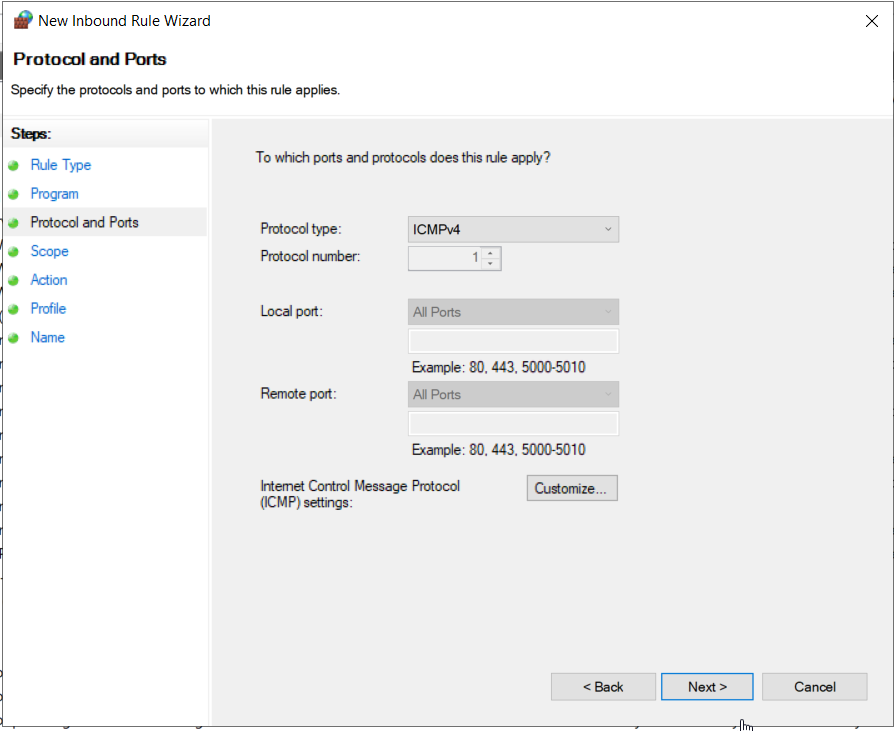 New Inbound Rule Wizard
Protocol and Ports
Specify the protocols and ports to which this rule applies.
Steps:
Rule Type
Program
Protocol and Ports
Scope
Action
Profile
Name
To which ports and protocols does this rule apply?
Protocol type: ICMPv4
Protocol number: 1
Local port: All Ports
Example: 80, 443, 5000-5010
Remote port: All Ports
Example: 80, 443, 5000-5010
Internet Control Message Protocol
(ICMP) settings:
Customize...
< Back Next > Cancel